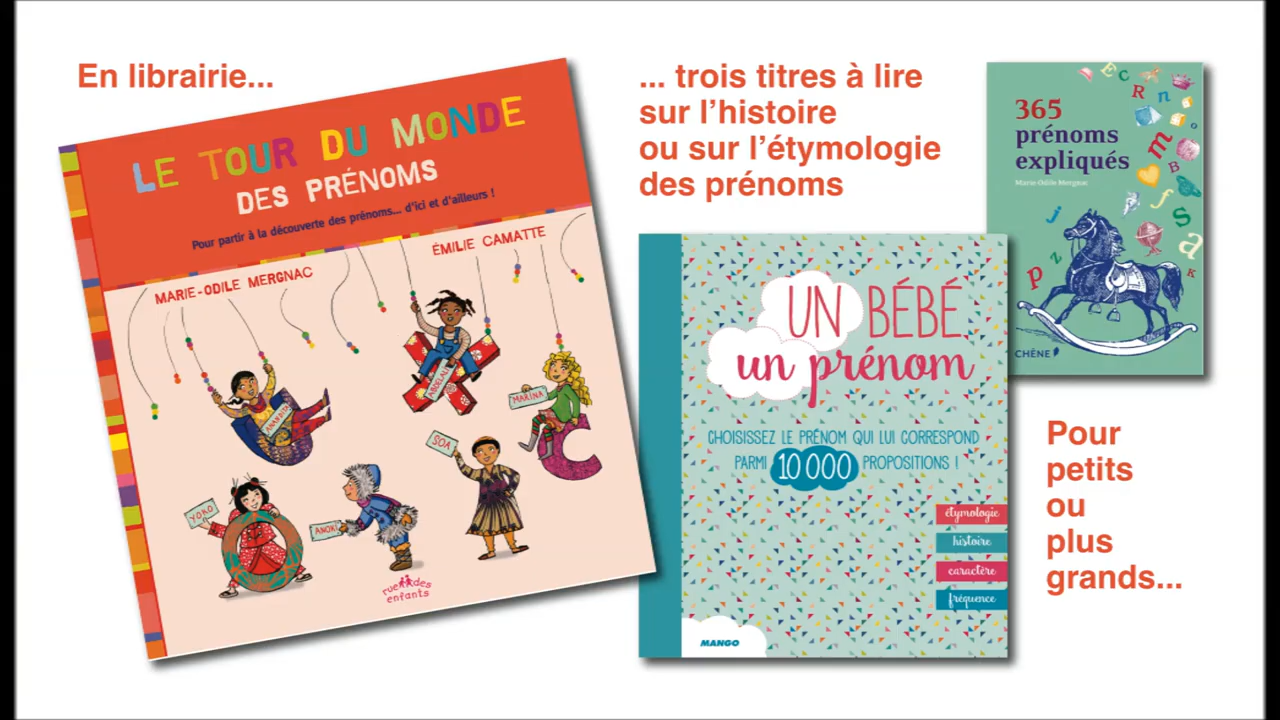 En librairie...
LE TOUR DU MONDE
DES PRÉNOMS
Pour partir à la découverte des prénoms... d'ici et d'ailleurs !
MARIE-ODILE MERGNAC
ÉMILIE CAMATTE
ABDELALI
MARINA
SOA
YOKO
ANOKI
rue des
enfants
... trois titres à lire
sur l’histoire
ou sur l’étymologie
des prénoms
UN BÉBÉ,
un prénom
CHOISISSEZ LE PRÉNOM QUI LUI CORRESPOND
PARMI 10 000 PROPOSITIONS !
étymologie
histoire
caractère
fréquence
MANGO
365
prénoms
expliqués
Marie-Odile Mergnac
CHÊNE
Pour
petits
ou
plus
grands...